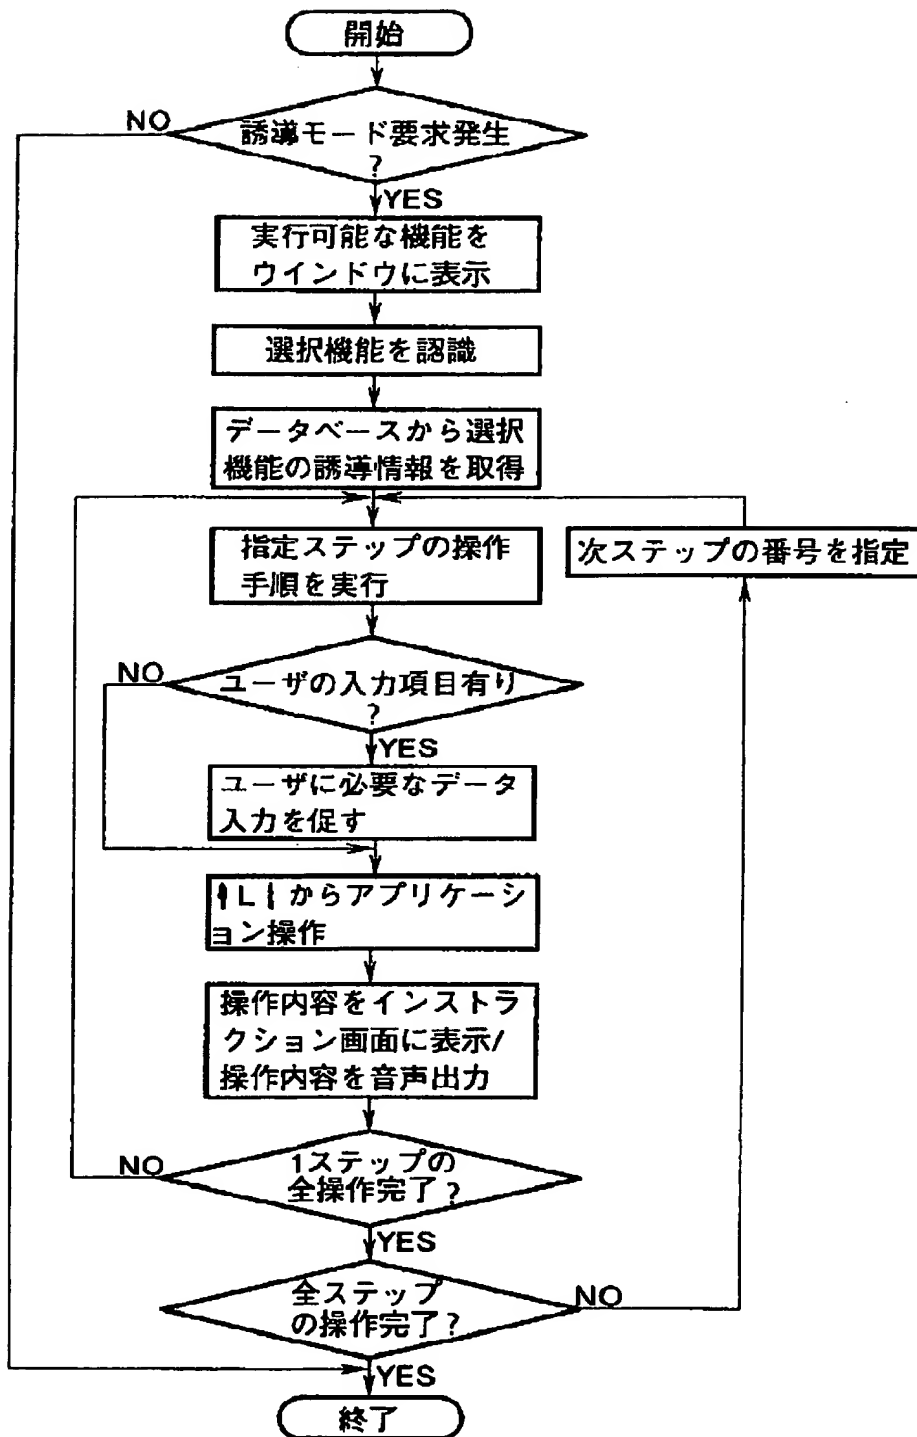 開始
NO
誘導モード要求発生
?
YES
実行可能な機能を
ウインドウに表示
選択機能を認識
データベースから選択
機能の誘導情報を取得
指定ステップの操作
手順を実行
次ステップの番号を指定
NO
ユーザの入力項目有り
?
YES
ユーザに必要なデータ
入力を促す
からアプリケーシ
ョン操作
操作内容をインストラ
クション画面に表示/
操作内容を音声出力
NO
1ステップの
全操作完了?
YES
全ステップ
の操作完了?
NO
YES
終了